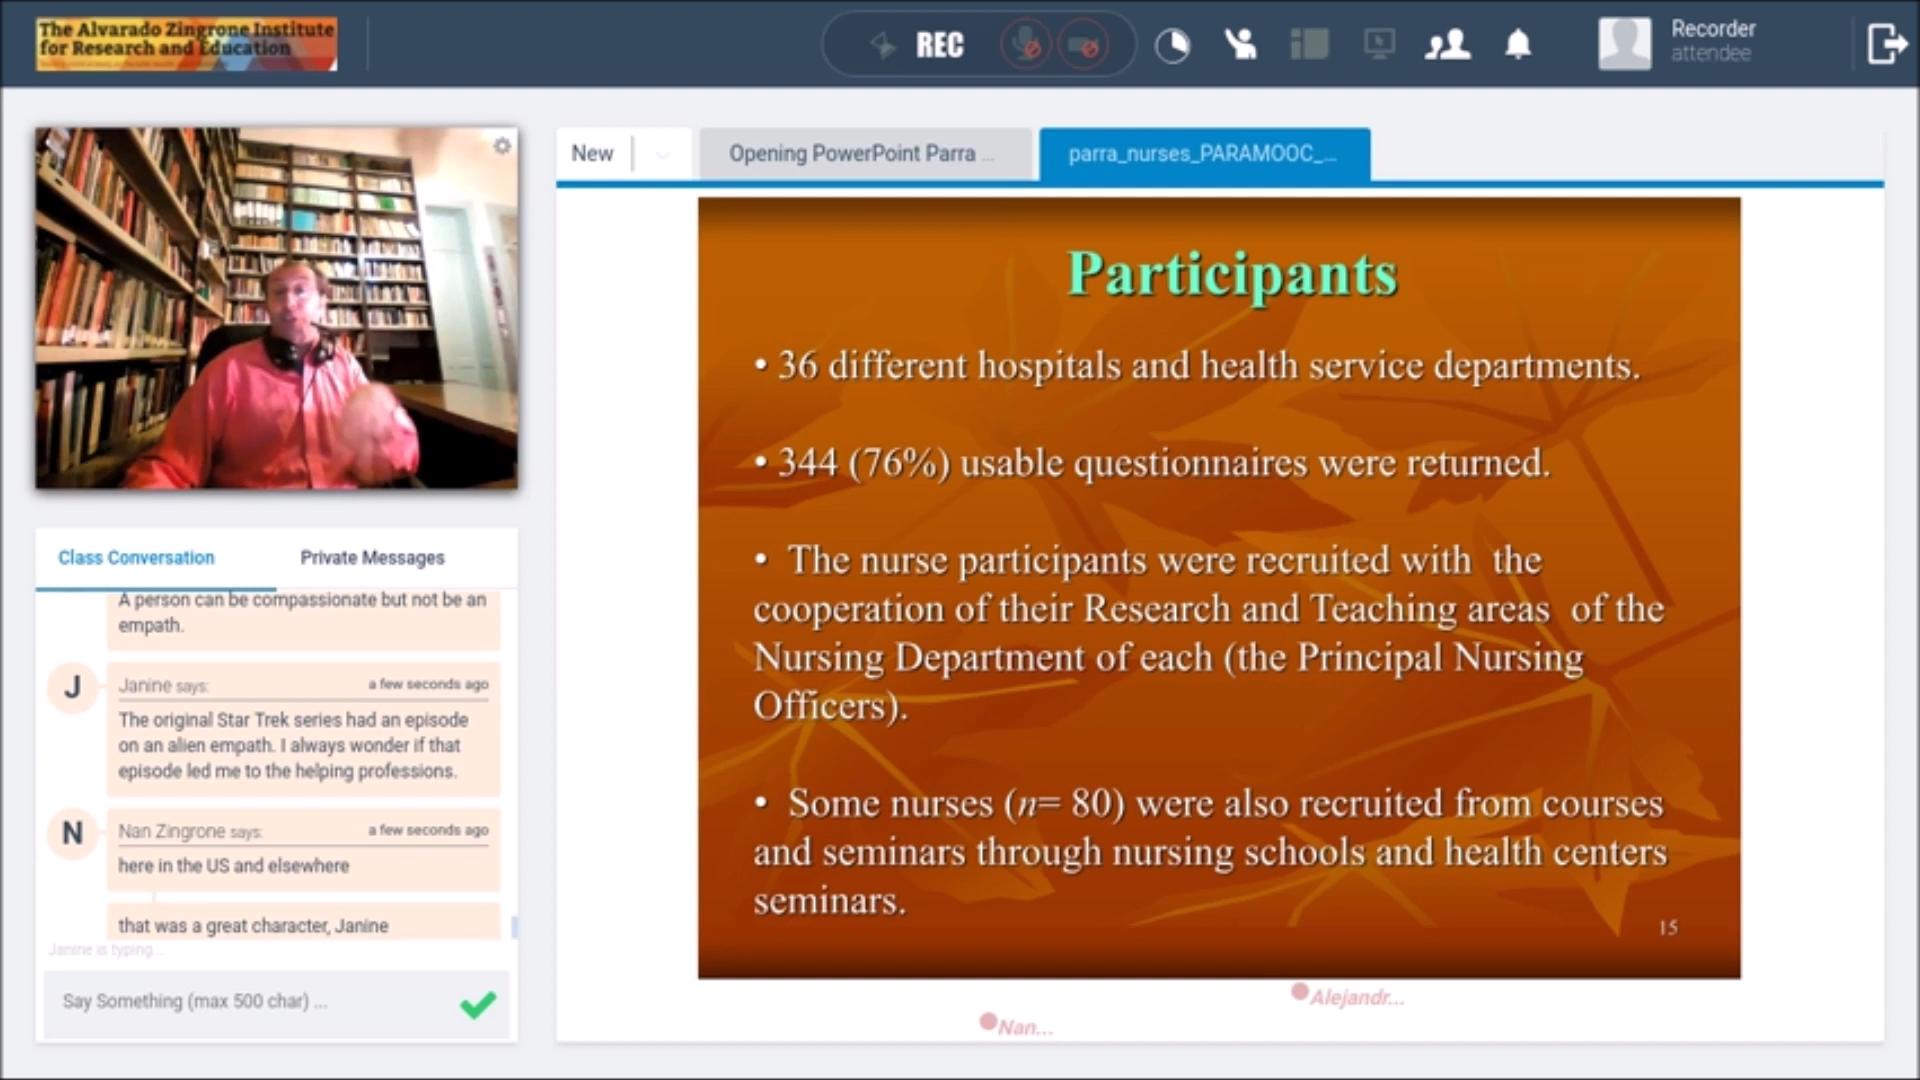 The Alvarado Zingrone Institute
for Research and Education
REC
Recorder
attendee
New
Opening PowerPoint Parra ...
parra_nurses_PARAMOOC_...
Class Conversation
Private Messages
A person can be compassionate but not be an
empath.
J
Janine says:
a few seconds ago
The original Star Trek series had an episode
on an alien empath. I always wonder if that
episode led me to the helping professions.
N
Nan Zingrone says:
a few seconds ago
here in the US and elsewhere
that was a great character, Janine
Janine is typing...
Say Something (max 500 char) ...
Participants
• 36 different hospitals and health service departments.
• 344 (76%) usable questionnaires were returned.
• The nurse participants were recruited with the
cooperation of their Research and Teaching areas of the
Nursing Department of each (the Principal Nursing
Officers).
• Some nurses (n= 80) were also recruited from courses
and seminars through nursing schools and health centers
seminars.
15
Alejandr...
Nan...